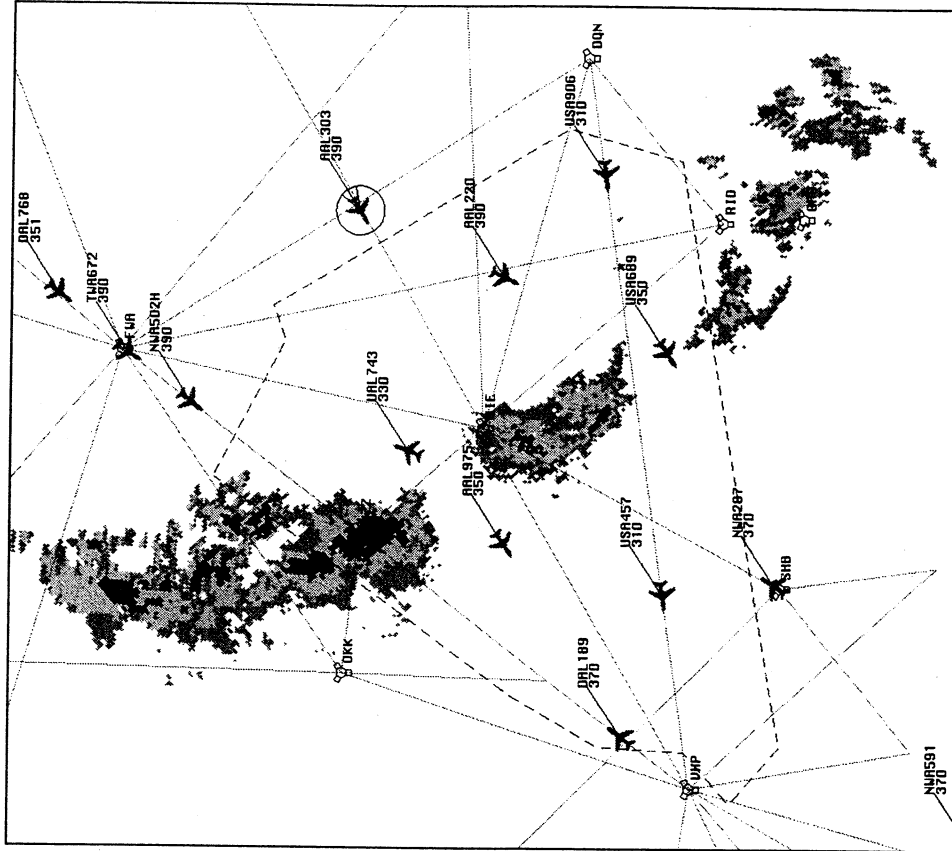 DAL768
351
TWA672
390
FWA
NWA502H
390
AAL303
390
UAL743
330
AAL220
390
USA906
310
DQN
AAL975
350
IE
USA689
350
RID
OKK
USA457
310
NWA287
370
SHB
DAL189
370
VHP
NWA591
370